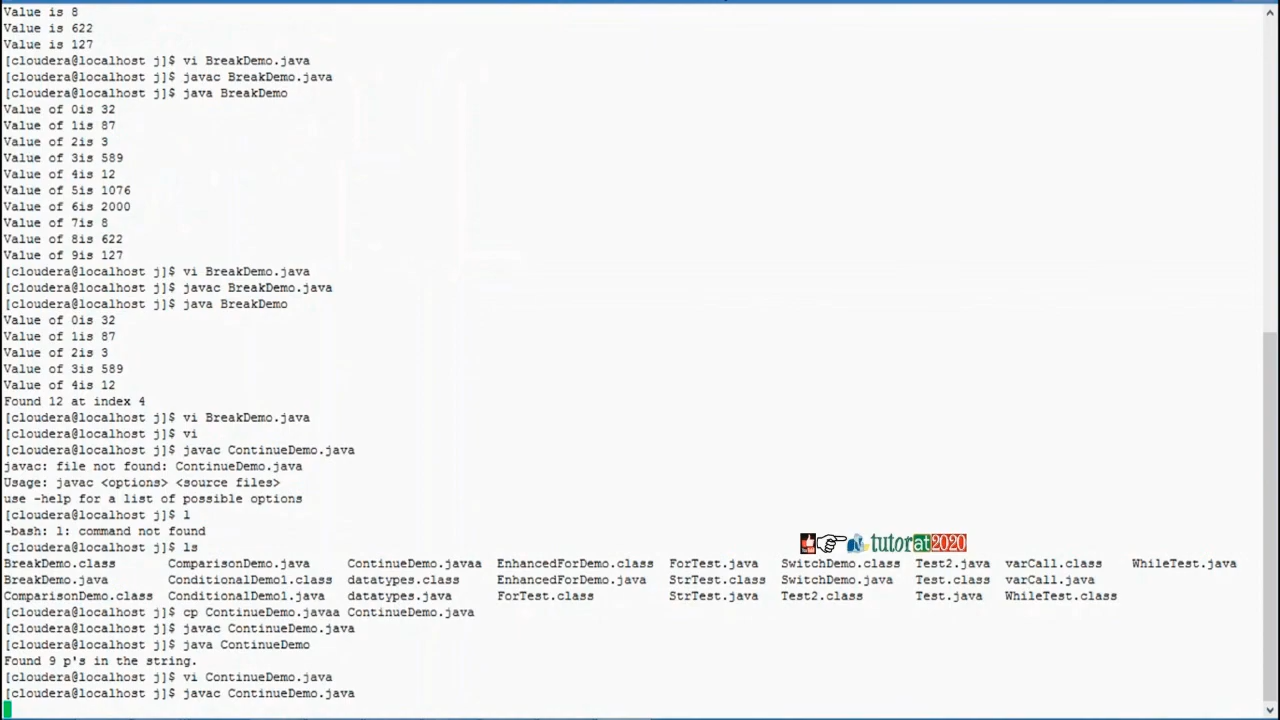 Value is 8
Value is 622
Value is 127
[cloudera@localhost j]$ vi BreakDemo.java
[cloudera@localhost j]$ javac BreakDemo.java
[cloudera@localhost j]$ java BreakDemo
Value of 0is 32
Value of 1is 87
Value of 2is 3
Value of 3is 589
Value of 4is 12
Value of 5is 1076
Value of 6is 2000
Value of 7is 8
Value of 8is 622
Value of 9is 127
[cloudera@localhost j]$ vi BreakDemo.java
[cloudera@localhost j]$ javac BreakDemo.java
[cloudera@localhost j]$ java BreakDemo
Value of 0is 32
Value of 1is 87
Value of 2is 3
Value of 3is 589
Value of 4is 12
Found 12 at index 4
[cloudera@localhost j]$ vi BreakDemo.java
[cloudera@localhost j]$ vi
[cloudera@localhost j]$ javac ContinueDemo.java
javac: file not found: ContinueDemo.java
Usage: javac <options> <source files>
use -help for a list of possible options
[cloudera@localhost j]$ l
-bash: l: command not found
[cloudera@localhost j]$ ls
tutorat2020
BreakDemo.class ComparisonDemo.java ContinueDemo.javaa EnhancedForDemo.class ForTest.java SwitchDemo.class Test2.java varCall.class WhileTest.java
BreakDemo.java ConditionalDemo1.class datatypes.class EnhancedForDemo.java StrTest.class SwitchDemo.java Test.class varCall.java
ComparisonDemo.class ConditionalDemo1.java datatypes.java ForTest.class StrTest.java Test2.class Test.java WhileTest.class
[cloudera@localhost j]$ cp ContinueDemo.javaa ContinueDemo.java
[cloudera@localhost j]$ javac ContinueDemo.java
[cloudera@localhost j]$ java ContinueDemo
Found 9 p's in the string.
[cloudera@localhost j]$ vi ContinueDemo.java
[cloudera@localhost j]$ javac ContinueDemo.java